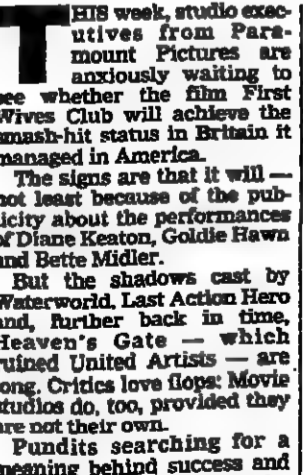 THIS week, studio exec-
utives from Para-
mount Pictures are
anxiously waiting to
see whether the film First
Wives Club will achieve the
smash-hit status in Britain it
managed in America.
The signs are that it will —
not least because of the pub-
licity about the performances
of Diane Keaton, Goldie Hawn
and Bette Midler.
But the shadows cast by
Waterworld, Last Action Hero
and, further back in time,
Heaven's Gate — which
ruined United Artists — are
long. Critics love flops: Movie
studios do, too, provided they
are not their own.
Pundits searching for a
meaning behind success and